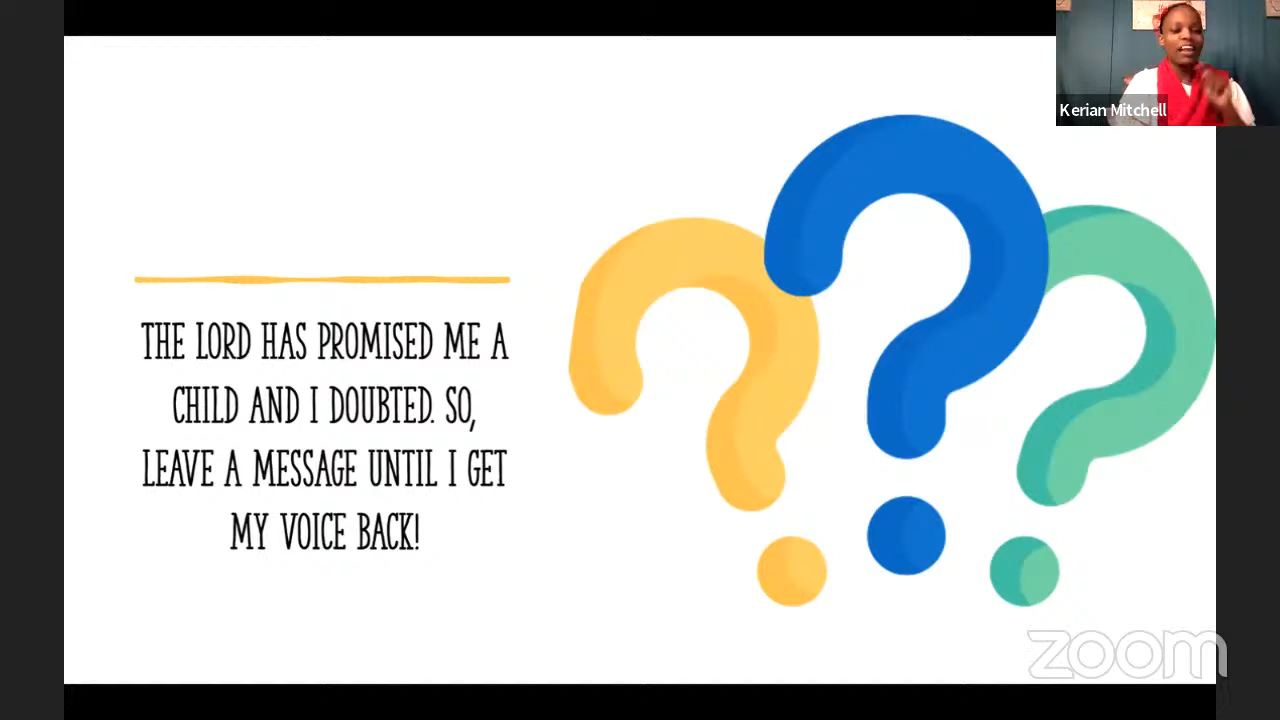 Kerian Mitchell
THE LORD HAS PROMISED ME A
CHILD AND I DOUBTED. SO,
LEAVE A MESSAGE UNTIL I GET
MY VOICE BACK!
zoom